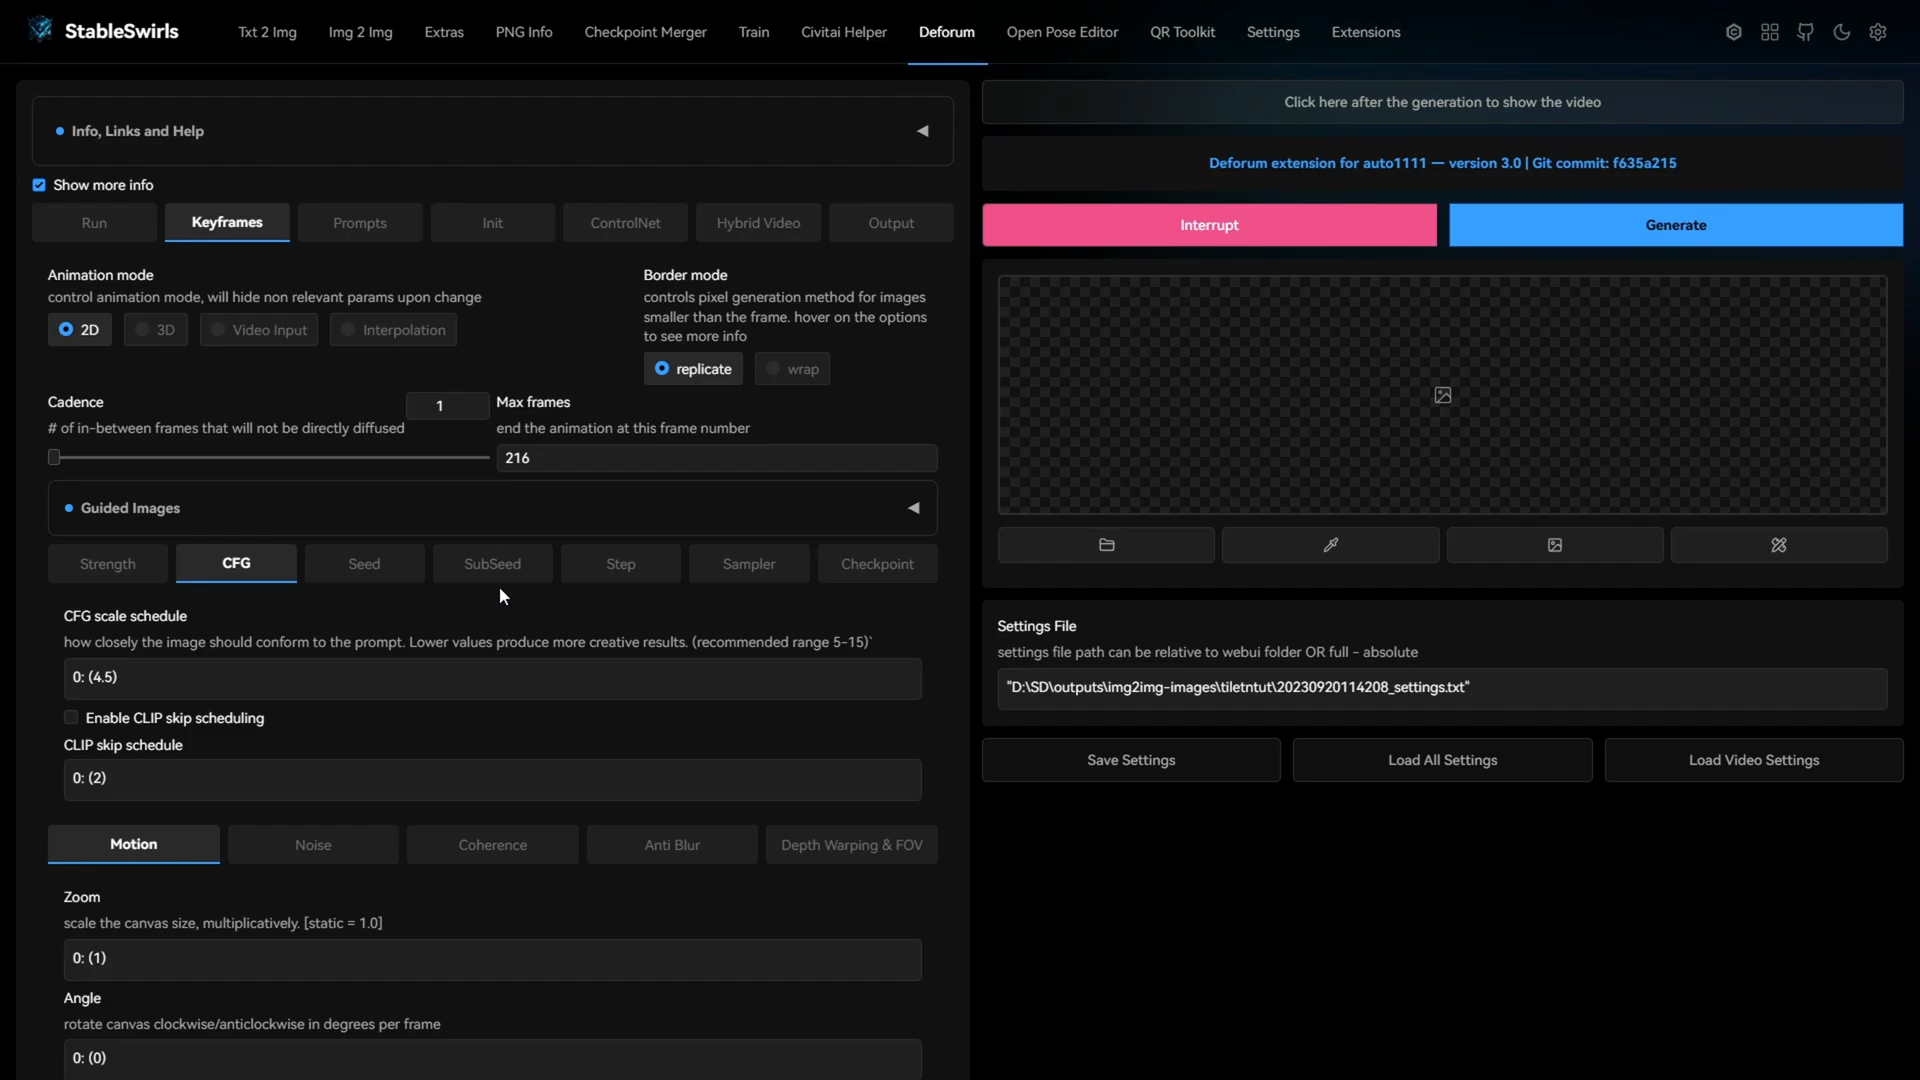 StableSwirls
Txt 2 Img
Img 2 Img
Extras
PNG Info
Checkpoint Merger
Train
Civitai Helper
Deforum
Open Pose Editor
QR Toolkit
Settings
Extensions
Info, Links and Help
Show more info
Run
Keyframes
Prompts
Init
ControlNet
Hybrid Video
Output
Animation mode
control animation mode, will hide non relevant params upon change
2D
3D
Video Input
Interpolation
Border mode
controls pixel generation method for images
smaller than the frame. hover on the options
to see more info
replicate
wrap
Cadence
# of in-between frames that will not be directly diffused
1
Max frames
end the animation at this frame number
216
Guided Images
Strength
CFG
Seed
SubSeed
Step
Sampler
Checkpoint
CFG scale schedule
how closely the image should conform to the prompt. Lower values produce more creative results. (recommended range 5-15)`
0: (4.5)
Enable CLIP skip scheduling
CLIP skip schedule
0: (2)
Motion
Noise
Coherence
Anti Blur
Depth Warping & FOV
Zoom
scale the canvas size, multiplicatively. [static = 1.0]
0: (1)
Angle
rotate canvas clockwise/anticlockwise in degrees per frame
0: (0)
Click here after the generation to show the video
Deforum extension for auto1111 — version 3.0 | Git commit: f635a215
Interrupt
Generate
Settings File
settings file path can be relative to webui folder OR full - absolute
"D:\SD\outputs\img2img-images\tiletntut\20230920114208_settings.txt"
Save Settings
Load All Settings
Load Video Settings